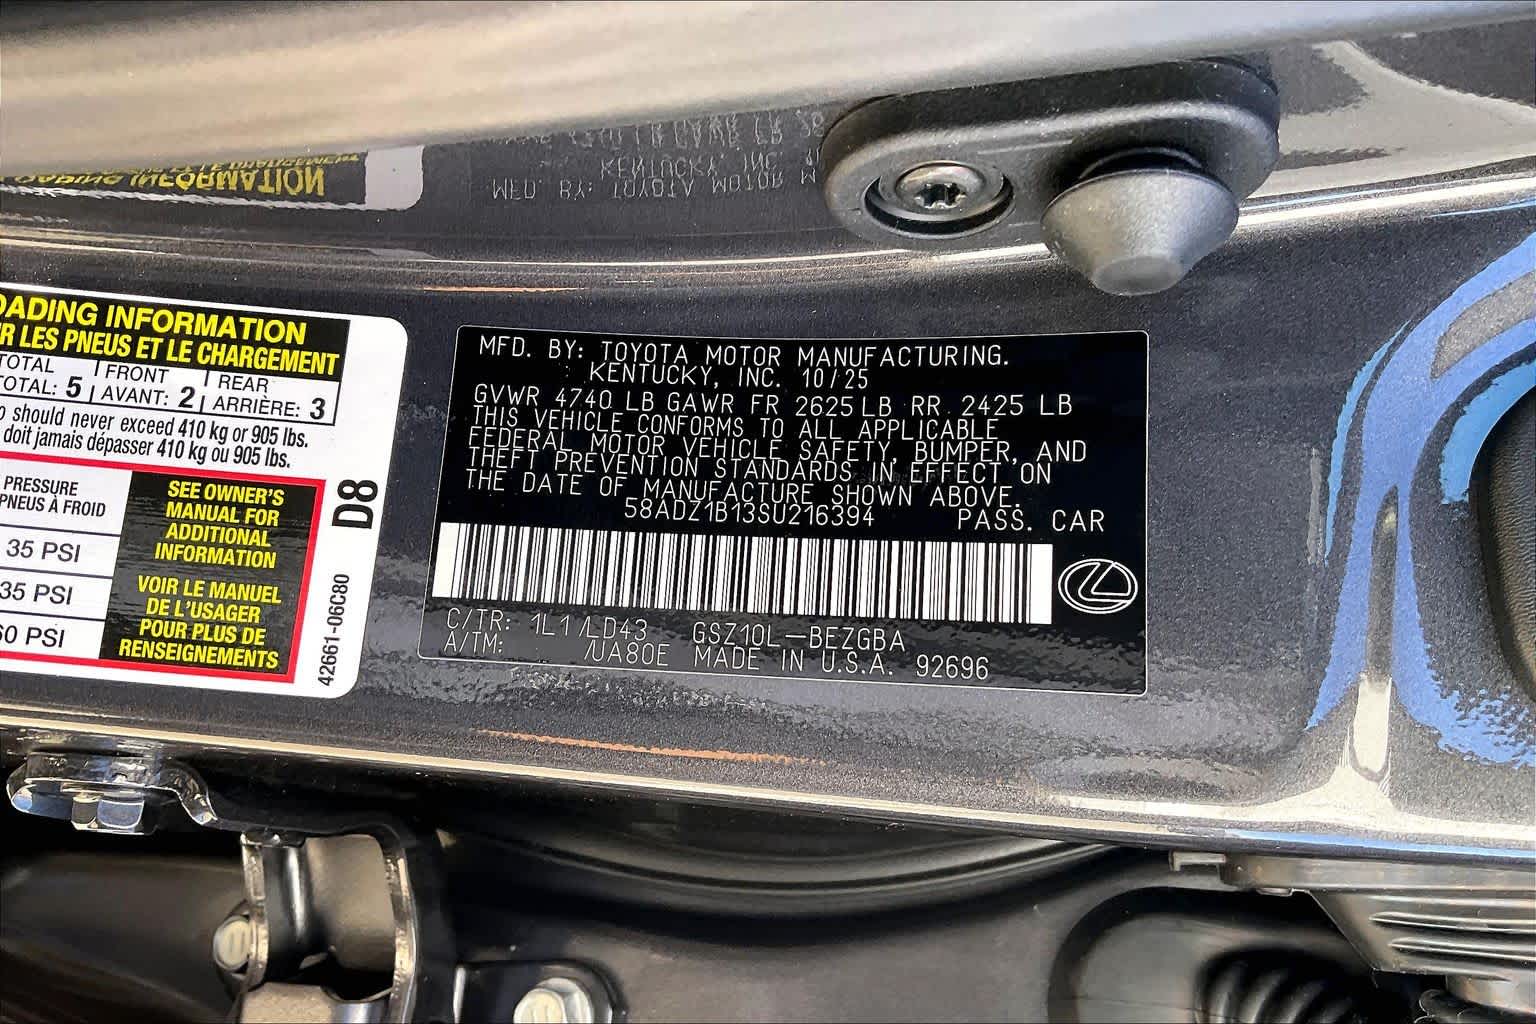 OADING INFORMATION
R LES PNEUS ET LE CHARGEMENT
TOTAL FRONT REAR
TOTAL: 5 AVANT: 2 ARRIÈRE: 3
o should never exceed 410 kg or 905 lbs.
doit jamais dépasser 410 kg ou 905 lbs.
PRESSURE
PNEUS À FROID
35 PSI
35 PSI
60 PSI
SEE OWNER'S
MANUAL FOR
ADDITIONAL
INFORMATION
VOIR LE MANUEL
DE L'USAGER
POUR PLUS DE
RENSEIGNEMENTS
D8
42661-06C80
MFD. BY: TOYOTA MOTOR MANUFACTURING.
KENTUCKY, INC. 10/25
GVWR 4740 LB GAWR FR 2625 LB RR 2425 LB
THIS VEHICLE CONFORMS TO ALL APPLICABLE
FEDERAL MOTOR VEHICLE SAFETY, BUMPER, AND
THEFT PREVENTION STANDARDS IN EFFECT ON
THE DATE OF MANUFACTURE SHOWN ABOVE.
58ADZ1B13SU216394 PASS. CAR
C/TR: 1L1/LD43 GSZ10L-BEZGBA
A/TM: /UA80E MADE IN U.S.A. 92696